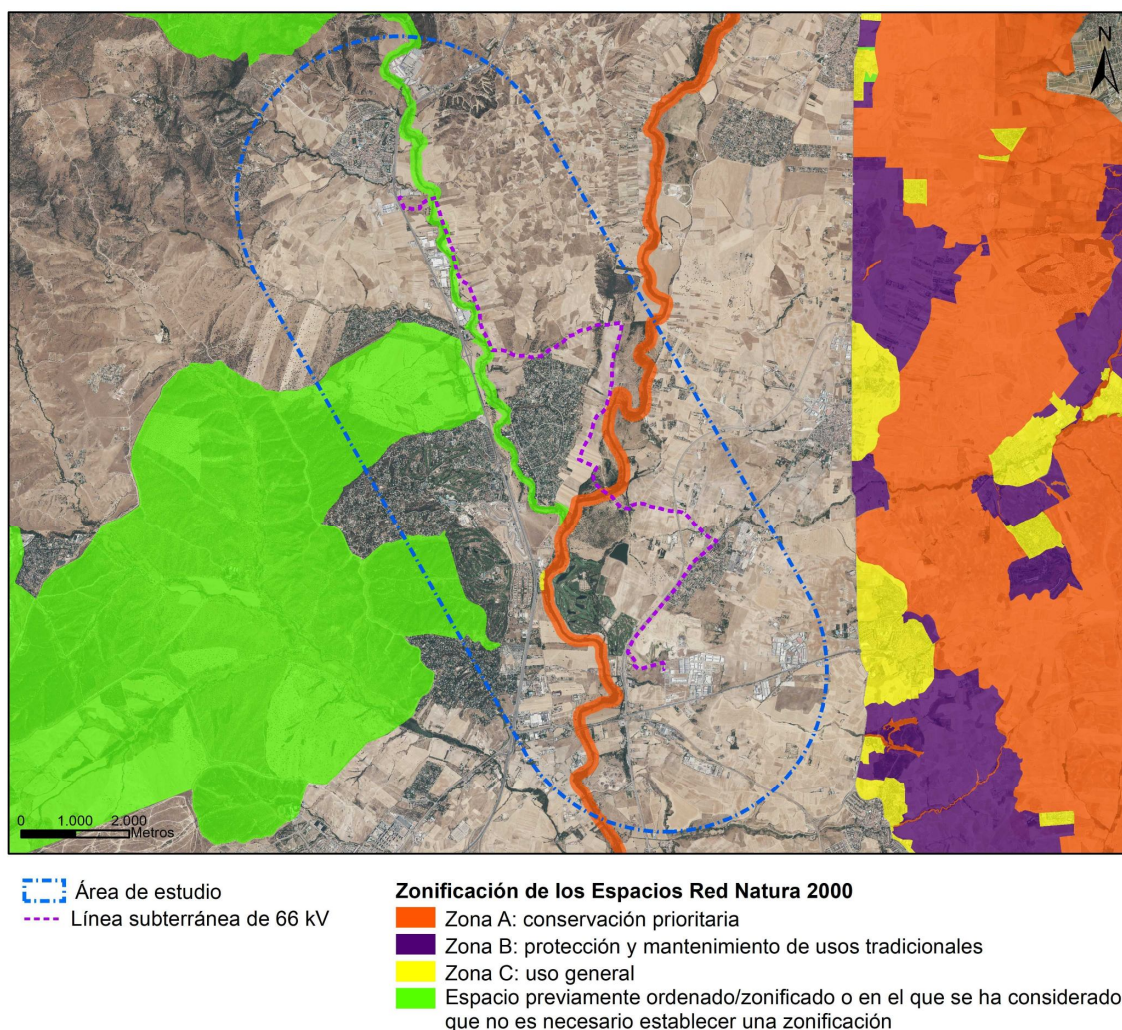 N
0 1.000 2.000
Metros
Área de estudio
Línea subterránea de 66 kV
Zonificación de los Espacios Red Natura 2000
Zona A: conservación prioritaria
Zona B: protección y mantenimiento de usos tradicionales
Zona C: uso general
Espacio previamente ordenado/zonificado o en el que se ha considerado
que no es necesario establecer una zonificación